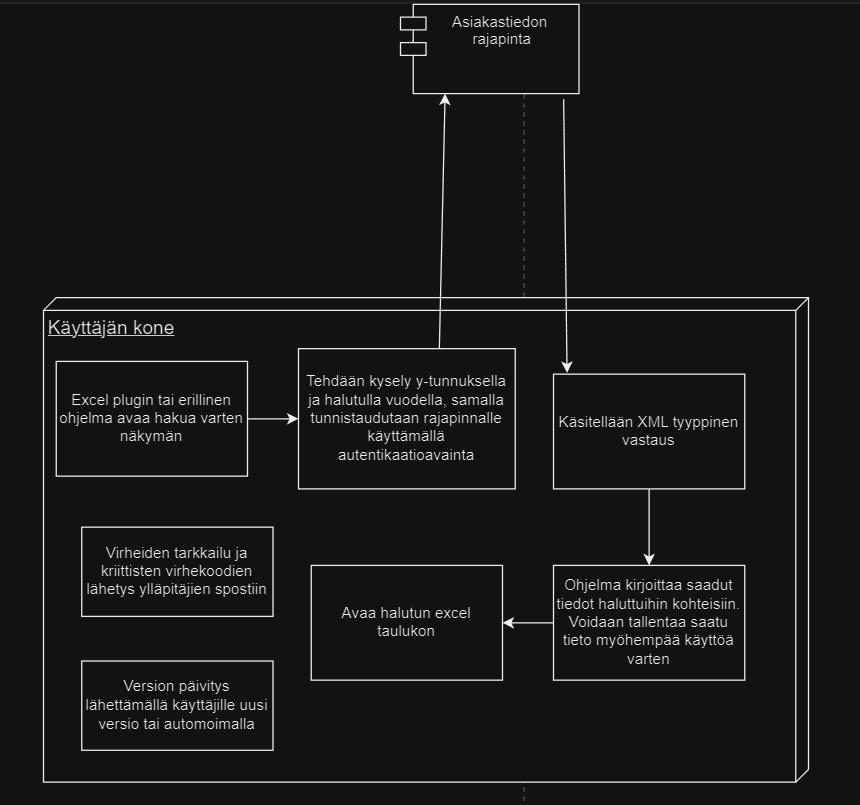 Asiakastiedon
rajapinta
Käyttäjän kone
Excel plugin tai erillinen
ohjelma avaa hakua varten
näkymän
Tehdään kysely y-tunnuksella
ja halutulla vuodella, samalla
tunnistaudutaan rajapinnalle
käyttämällä
autentikaatioavainta
Käsitellään XML tyyppinen
vastaus
Virheiden tarkkailu ja
kriittisten virhekoodien
lähetys ylläpitäjien spostiin
Avaa halutun excel
taulukon
Ohjelma kirjoittaa saadut
tiedot haluttuihin kohteisiin.
Voidaan tallentaa saatu
tieto myöhempää käyttöä
varten
Version päivitys
lähettämällä käyttäjille uusi
versio tai automoimalla